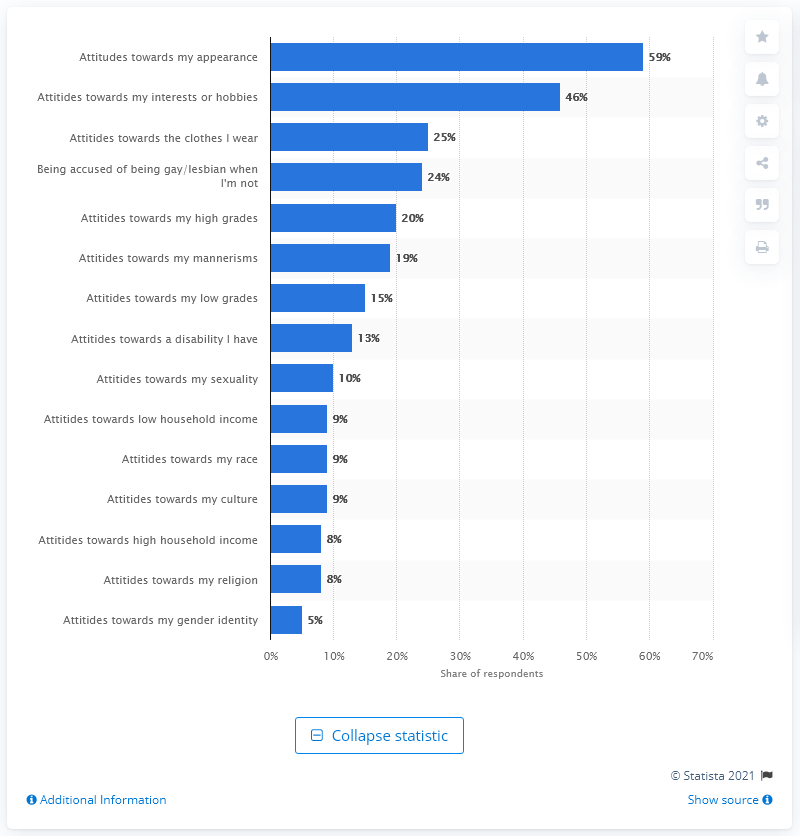 Attitudes towards my appearance 59%
Attitides towards my interests or hobbies 46%
Attitides towards the clothes I wear 25%
Being accused of being gay/lesbian when
I'm not 24%
Attitides towards my high grades 20%
Attitides towards my mannerisms 19%
Attitides towards my low grades 15%
Attitides towards a disability I have 13%
Attitides towards my sexuality 10%
Attitides towards low household income 9%
Attitides towards my race 9%
Attitides towards my culture 9%
Attitides towards high household income 8%
Attitides towards my religion 8%
Attitides towards my gender identity 5%
0% 10% 20% 30% 40% 50% 60% 70%
Share of respondents
Collapse statistic
© Statista 2021
Additional Information Show source